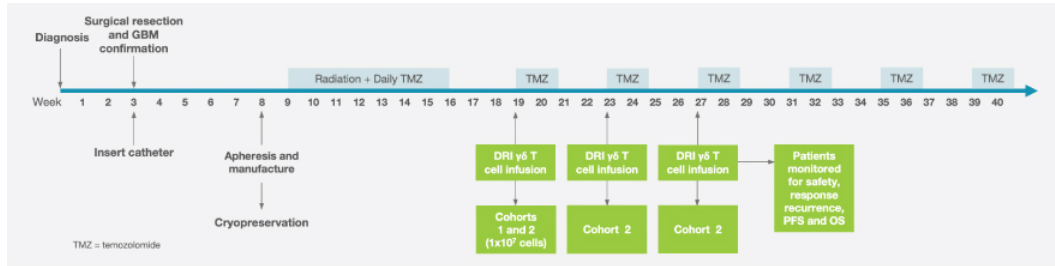 Surgical resection
and GBM
confirmation
Diagnosis
Radiation + Daily TMZ
TMZ
TMZ
TMZ
TMZ
TMZ
TMZ
Week 1 2 3 4 5 6 7 8 9 10 11 12 13 14 15 16 17 18 19 20 21 22 23 24 25 26 27 28 29 30 31 32 33 34 35 36 37 38 39 40
Insert catheter
Apheresis and
manufacture
Cryopreservation
DRI γδ T
cell infusion
DRI γδ T
cell infusion
DRI γδ T
cell infusion
Patients
monitored
for safety,
response
recurrence,
PFS and OS
Cohorts
1 and 2
(1x10⁷ cells)
Cohort 2
Cohort 2
TMZ = temozolomide